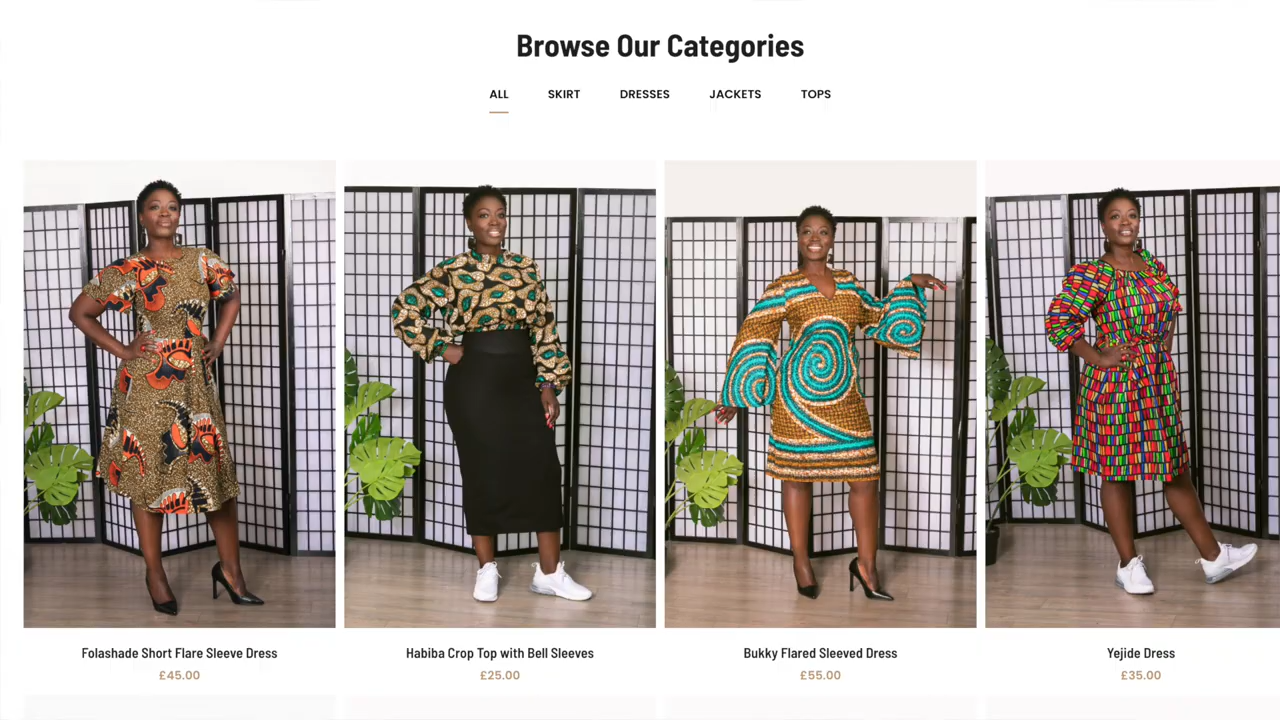 Browse Our Categories
ALL SKIRT DRESSES JACKETS TOPS
Folashade Short Flare Sleeve Dress
£45.00
Habiba Crop Top with Bell Sleeves
£25.00
Bukky Flared Sleeved Dress
£55.00
Yejide Dress
£35.00